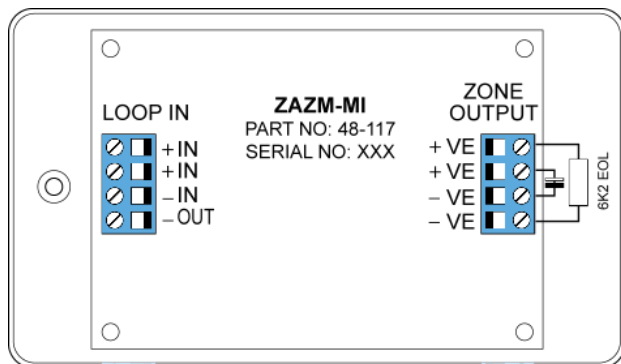 LOOP IN
+ IN
+ IN
– IN
– OUT
ZAZM-MI
PART NO: 48-117
SERIAL NO: XXX
ZONE
OUTPUT
+ VE
+ VE
– VE
– VE
6K2 EOL